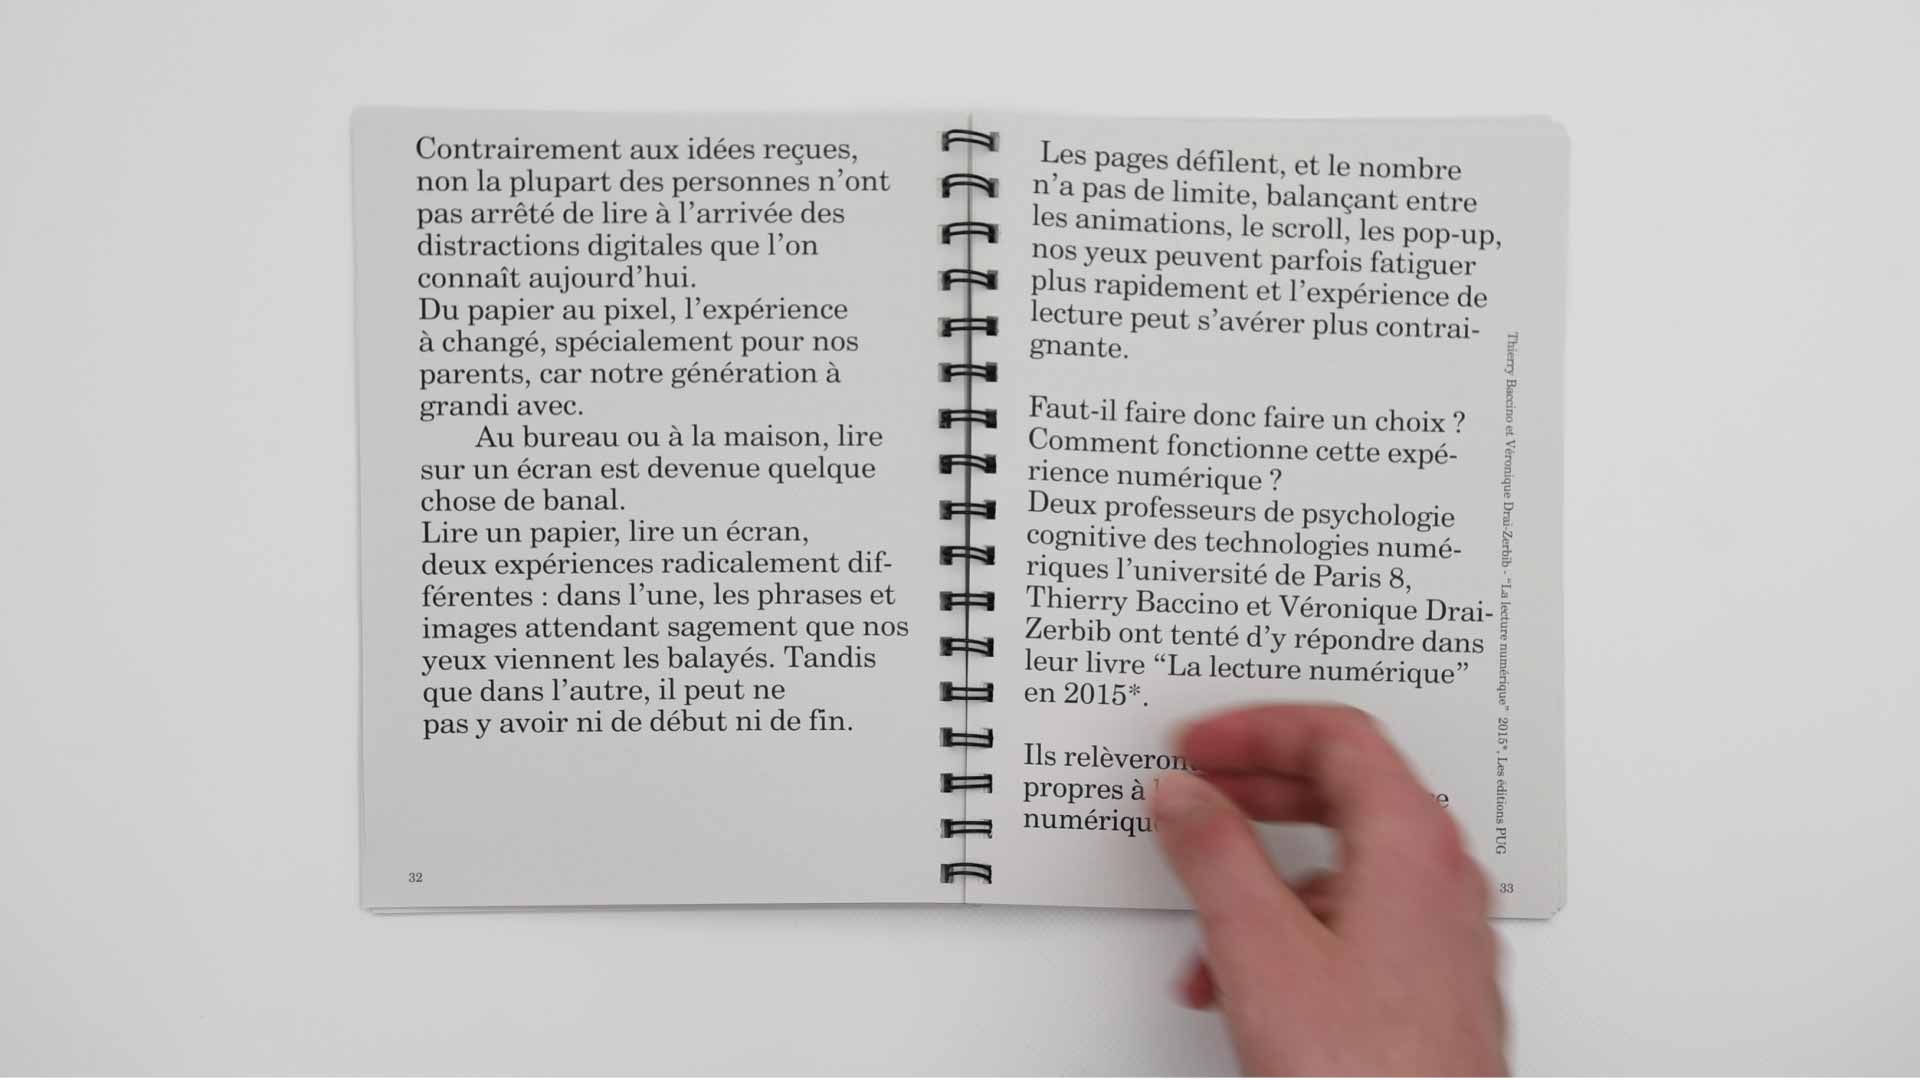 Contrairement aux idées reçues,
non la plupart des personnes n’ont
pas arrêté de lire à l’arrivée des
distractions digitales que l’on
connaît aujourd’hui.
Du papier au pixel, l’expérience
à changé, spécialement pour nos
parents, car notre génération à
grandi avec.
Au bureau ou à la maison, lire
sur un écran est devenue quelque
chose de banal.
Lire un papier, lire un écran,
deux expériences radicalement dif-
férentes : dans l’une, les phrases et
images attendant sagement que nos
yeux viennent les balayés. Tandis
que dans l’autre, il peut ne
pas y avoir ni de début ni de fin.
32
Les pages défilent, et le nombre
n’a pas de limite, balançant entre
les animations, le scroll, les pop-up,
nos yeux peuvent parfois fatiguer
plus rapidement et l’expérience de
lecture peut s’avérer plus contrai-
gnante.
Faut-il faire donc faire un choix ?
Comment fonctionne cette expé-
rience numérique ?
Deux professeurs de psychologie
cognitive des technologies numé-
riques l’université de Paris 8,
Thierry Baccino et Véronique Drai-
Zerbib ont tenté d’y répondre dans
leur livre “La lecture numérique”
en 2015*.
Ils
propres à
Thierry Baccino et Véronique Drai-Zerbib - “La lecture numérique” 2015*, Les éditions PUG
33